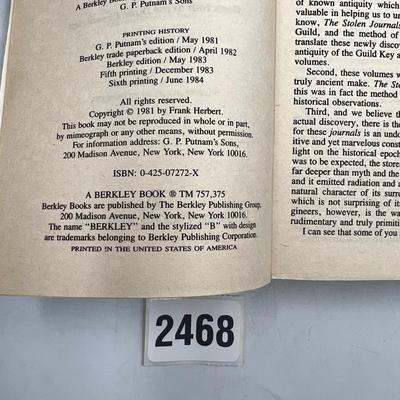 A Berkley Book
G. P. Putnam's Sons
PRINTING HISTORY
G. P. Putnam's edition / May 1981
Berkley trade paperback edition / April 1982
Berkley edition / May 1983
Fifth printing / December 1983
Sixth printing / June 1984
All rights reserved.
Copyright © 1981 by Frank Herbert.
This book may not be reproduced in whole or in part,
by mimeograph or any other means, without permission.
For information address: G. P. Putnam's Sons,
200 Madison Avenue, New York, New York 10016.
ISBN: 0-425-07272-X
A BERKLEY BOOK ® TM 757,375
Berkley Books are published by The Berkley Publishing Group,
200 Madison Avenue, New York, New York 10016.
The name "BERKLEY" and the stylized "B" with design
are trademarks belonging to Berkley Publishing Corporation.
PRINTED IN THE UNITED STATES OF AMERICA
of known antiquity which
valuable in helping us to un
know, The Stolen Journals
Guild, and the method of
translate these newly discov
antiquity of the Guild Key a
volumes.
Second, these volumes w
truly ancient make. The Sto
this was in fact the method
historical observations.
Third, and we believe th
actual discovery, there is the
for these journals is an undo
itive and yet marvelous const
light on the historical epoch
was to be expected, the store
far deeper than myth and the
and it emitted radiation and
natural character of its surre
which is not surprising of its
gineers, however, is the wa
rudimentary and truly primiti
I can see that some of you
2468